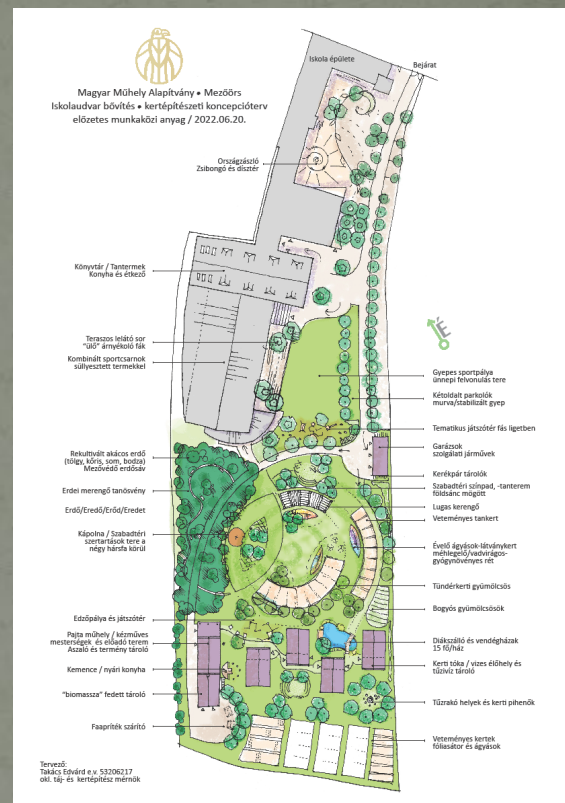 Magyar Műhely Alapítvány • Mezőörs
Iskolaudvar bővítés • kertépítészeti koncepcióterv
előzetes munkaközi anyag / 2022.06.20.
Iskola épülete
Bejárat
Országzászló
Zsibongó és dísztér
Könyvtár / Tantermek
Konyha és étkező
Teraszos lelátó sor
"ülő" árnyékoló fák
Kombinált sportcsarnok
süllyesztett termekkel
É
Gyepes sportpálya
ünnepi felvonulás tere
Kétoldalt parkolók
murva/stabilizált gyep
Tematikus játszótér fás ligetben
Garázsok
szolgálati járművek
Rekultivált akácos erdő
(tölgy, kőris, som, bodza)
Mezővédő erdősáv
Kerékpár tárolók
Szabadtéri színpad, -tanterem
földsánc mögött
Erdei merengő tanösvény
Lugas kerengő
Erdő/Eredő/Erőd/Eredet
Veteményes tankert
Kápolna / Szabadtéri
szertartások tere a
négy hársfa körül
Évelő ágyások-látványkert
méhlegelő/vadvirágos-
gyógynövényes rét
Tündérkerti gyümölcsös
Edzőpálya és játszótér
Bogyós gyümölcsösök
Pajta műhely / kézműves
mesterségek és előadó terem
Aszaló és termény tároló
Diákszálló és vendégházak
15 fő/ház
Kemence / nyári konyha
Kerti tóka / vizes élőhely és
tűzivíz tároló
"biomassza" fedett tároló
Tűzrakó helyek és kerti pihenők
Faapríték szárító
Veteményes kertek
fóliasátor és ágyások
Tervező:
Takács Edvárd e.v. 53206217
okl. táj- és kertépítész mérnök